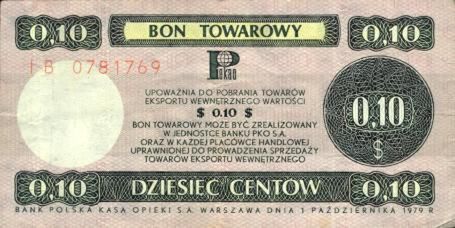 0,10 BON TOWAROWY 0,10
IB 0781769
Pekao
UPOWAŻNIA DO POBRANIA TOWARÓW
EKSPORTU WEWNĘTRZNEGO WARTOŚCI
$ 0.10 $
BON TOWAROWY MOŻE BYĆ ZREALIZOWANY
W JEDNOSTCE BANKU PKO S.A.
ORAZ W KAŻDEJ PLACÓWCE HANDLOWEJ
UPRAWNIONEJ DO PROWADZENIA SPRZEDAŻY
TOWARÓW EKSPORTU WEWNĘTRZNEGO
0.10
$
0,10 DZIESIĘĆ CENTÓW 0,10
BANK POLSKA KASA OPIEKI S.A. WARSZAWA DNIA 1 PAŹDZIERNIKA 1979 R